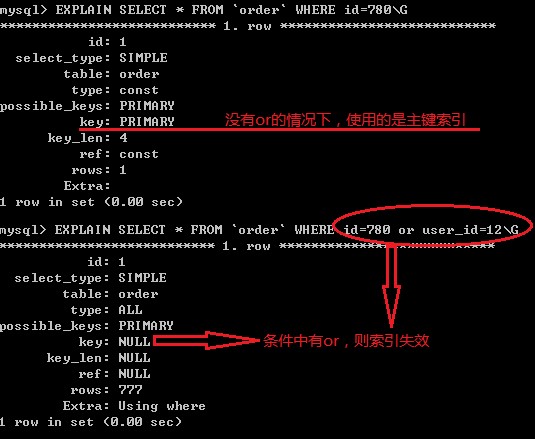 mysql> EXPLAIN SELECT * FROM `order` WHERE id=780\G
*************************** 1. row ***************************
id: 1
select_type: SIMPLE
table: order
type: const
possible_keys: PRIMARY
key: PRIMARY 没有or的情况下，使用的是主键索引
key_len: 4
ref: const
rows: 1
Extra:
1 row in set (0.00 sec)
mysql> EXPLAIN SELECT * FROM `order` WHERE id=780 or user_id=12\G
*************************** 1. row ***************************
id: 1
select_type: SIMPLE
table: order
type: ALL
possible_keys: PRIMARY
key: NULL 条件中有or，则索引失效
key_len: NULL
ref: NULL
rows: 777
Extra: Using where
1 row in set (0.00 sec)